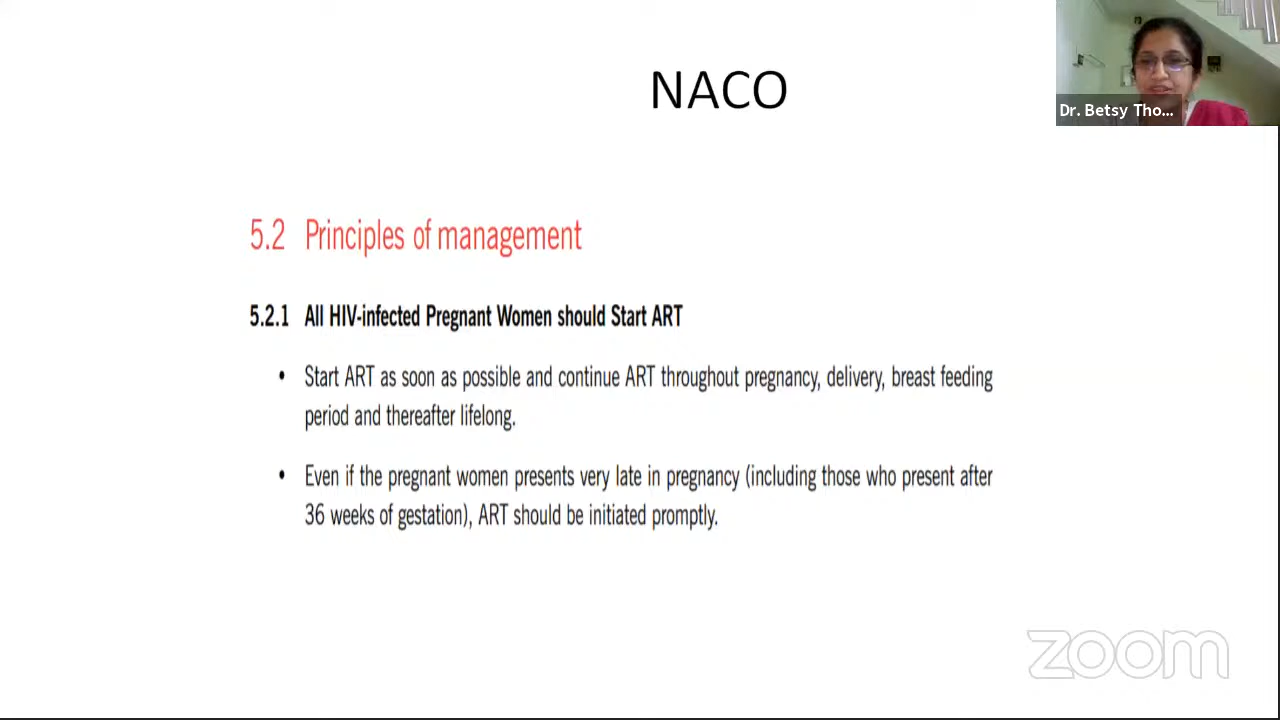 NACO
Dr. Betsy Tho...
5.2 Principles of management
5.2.1 All HIV-infected Pregnant Women should Start ART
• Start ART as soon as possible and continue ART throughout pregnancy, delivery, breast feeding
period and thereafter lifelong.
• Even if the pregnant women presents very late in pregnancy (including those who present after
36 weeks of gestation), ART should be initiated promptly.
zoom